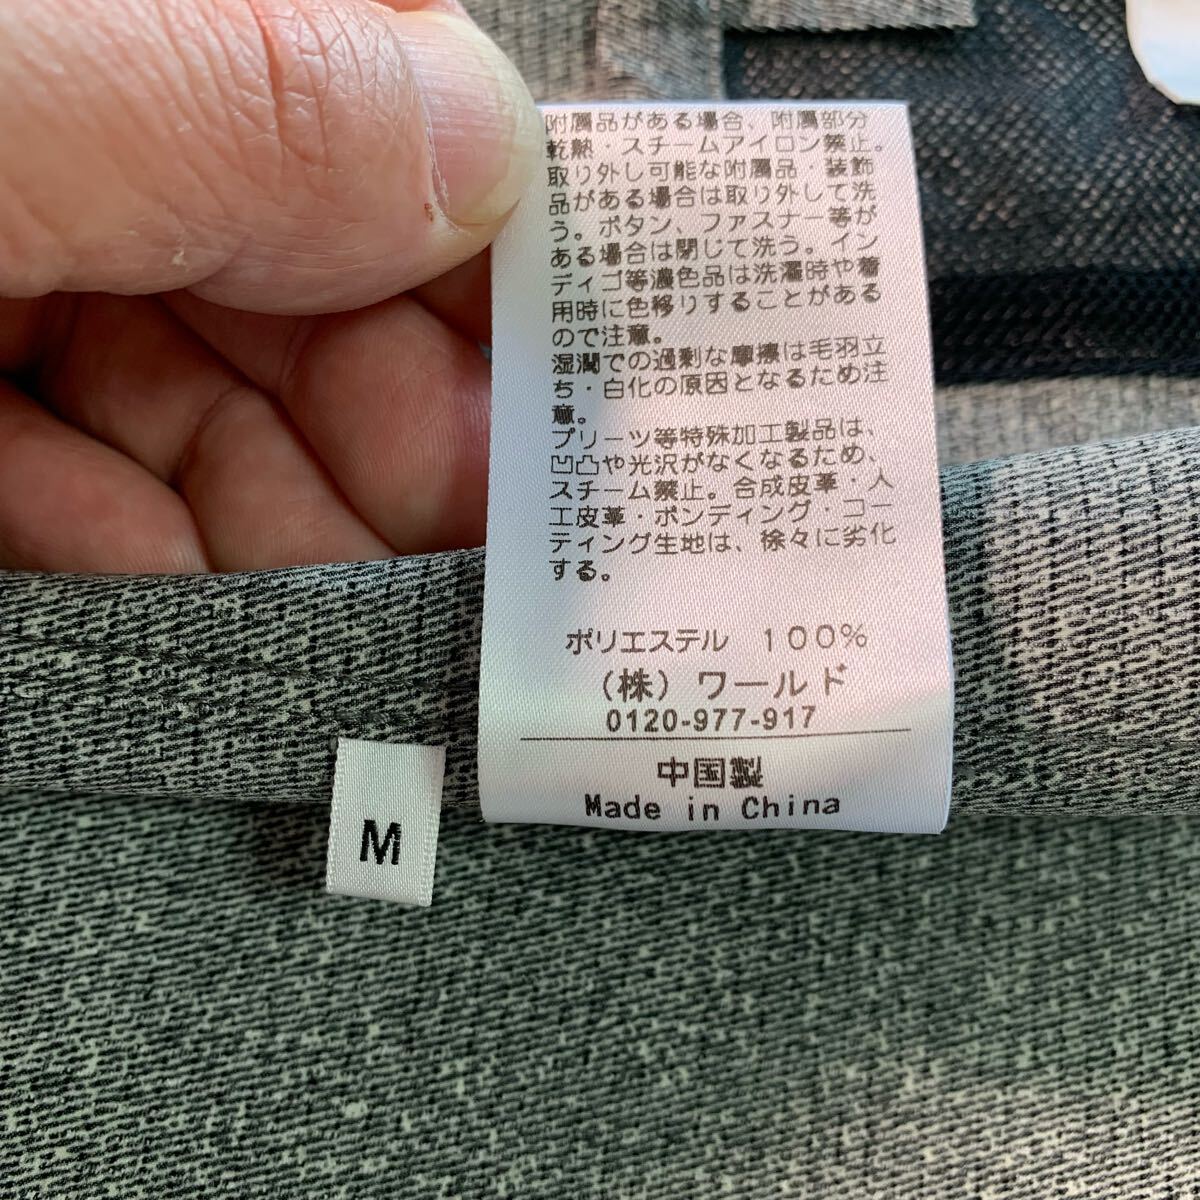 附属品がある場合、附属部分
乾熱・スチームアイロン禁止。
取り外し可能な附属品・装飾
品がある場合は取り外して洗
う。ボタン、ファスナー等が
ある場合は閉じて洗う。イン
ディゴ等濃色品は洗濯時や着
用時に色移りすることがある
ので注意。
湿潤での過剰な摩擦は毛羽立
ち・白化の原因となるため注
意。
プリーツ等特殊加工製品は、
凹凸や光沢がなくなるため、
スチーム禁止。合成皮革・人
工皮革・ボンディング・コー
ティング生地は、徐々に劣化
する。
ポリエステル 100%
(株)ワールド
0120-977-917
中国製
Made in China
M